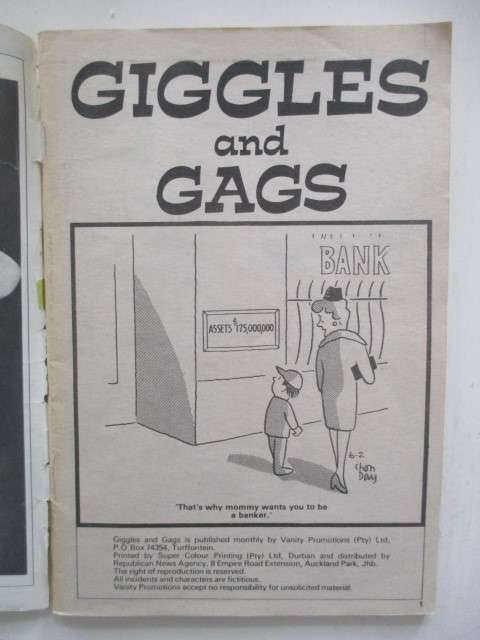 GIGGLES
and
GAGS
BANK
ASSETS $175,000,000
6-2
Chon
Day
"That's why mommy wants you to be
a banker."
Giggles and Gags is published monthly by Vanity Promotions (Pty) Ltd,
P.O. Box 74354, Turffontein.
Printed by Super Colour Printing (Pty) Ltd, Durban and distributed by
Republican News Agency, 8 Empire Road Extension, Auckland Park, Jhb.
The right of reproduction is reserved.
All incidents and characters are fictitious.
Vanity Promotions accept no responsibility for unsolicited material.
1